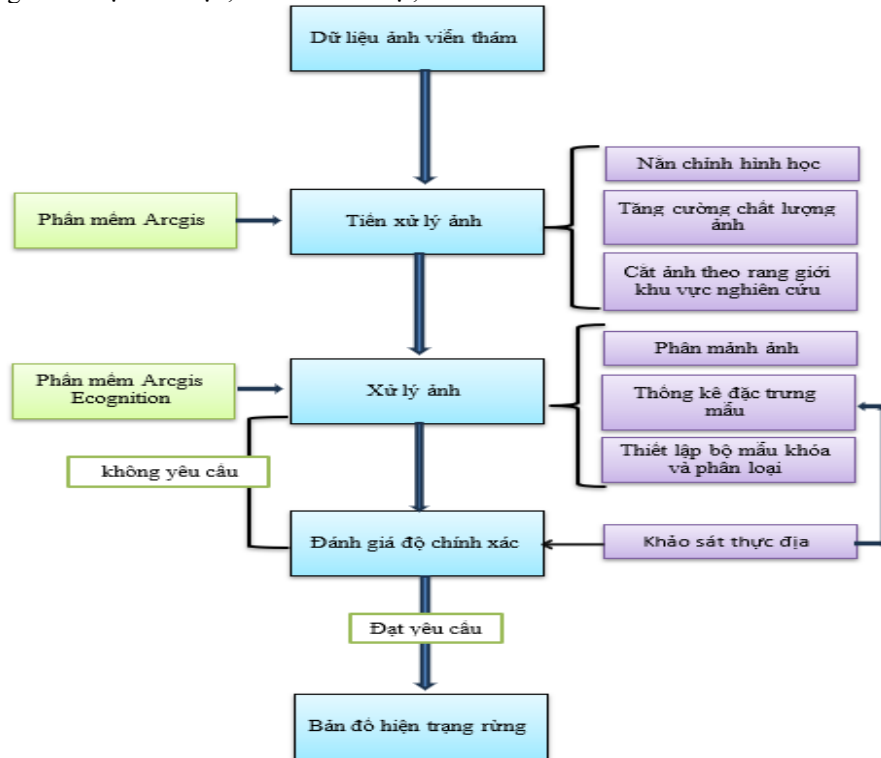 Dữ liệu ảnh viễn thám
Nắn chỉnh hình học
Phần mềm Arcgis
Tiền xử lý ảnh
Tăng cường chất lượng
ảnh
Cắt ảnh theo rang giới
khu vực nghiên cứu
Phân mảnh ảnh
Phần mềm Arcgis
Ecognition
Xử lý ảnh
Thống kê đặc trưng
mẫu
không yêu cầu
Thiết lập bộ mẫu khóa
và phân loại
Đánh giá độ chính xác
Khảo sát thực địa
Đạt yêu cầu
Bản đồ hiện trạng rừng